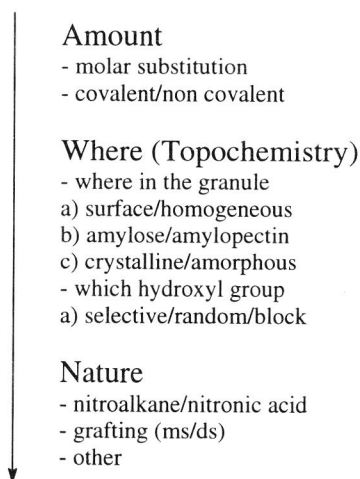 Amount
- molar substitution
- covalent/non covalent
Where (Topochemistry)
- where in the granule
a) surface/homogeneous
b) amylose/amylopectin
c) crystalline/amorphous
- which hydroxyl group
a) selective/random/block
Nature
- nitroalkane/nitronic acid
- grafting (ms/ds)
- other